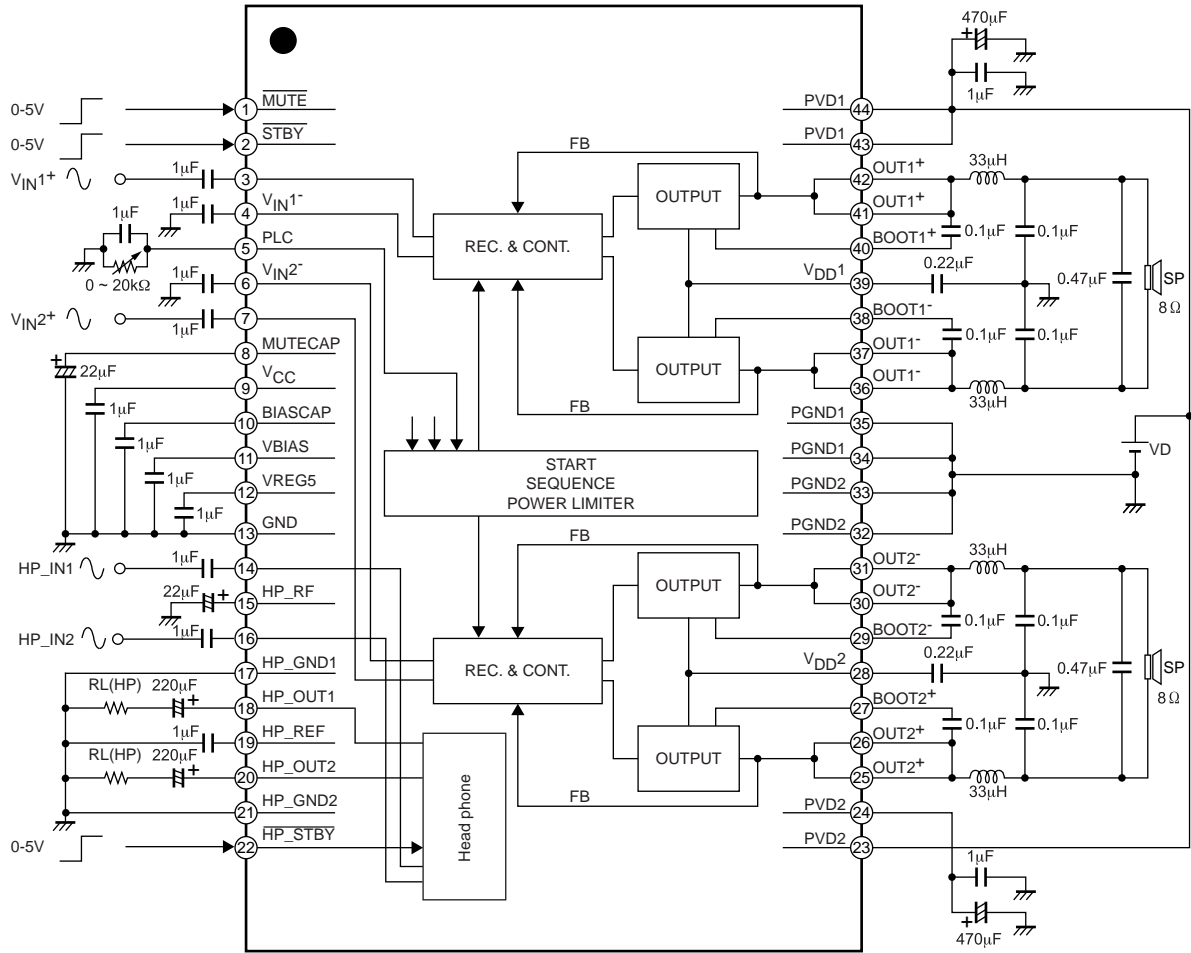 470µF
+
1µF
0-5V
1
MUTE
PVD1
44
0-5V
2
STBY
PVD1
43
FB
VIN1+
1µF
3
OUTPUT
OUT1+
42
33µH
1µF
4
VIN1-
REC. & CONT.
OUT1+
41
0.1µF
0.1µF
1µF
5
PLC
BOOT1+
40
0 ~ 20kΩ
1µF
6
VIN2-
VDD1
39
0.22µF
0.47µF
SP
8Ω
VIN2+
1µF
7
BOOT1-
38
0.1µF
0.1µF
+
22µF
8
MUTECAP
OUTPUT
OUT1-
37
9
VCC
OUT1-
36
33µH
FB
1µF
10
BIASCAP
PGND1
35
1µF
11
VBIAS
START
SEQUENCE
POWER LIMITER
PGND1
34
VD
1µF
12
VREG5
PGND2
33
1µF
13
GND
PGND2
32
FB
HP_IN1
1µF
14
OUTPUT
OUT2-
31
33µH
22µF
+
15
HP_RF
OUT2-
30
0.1µF
0.1µF
HP_IN2
1µF
16
BOOT2-
29
17
HP_GND1
REC. & CONT.
VDD2
28
0.22µF
0.47µF
SP
8Ω
RL(HP)
220µF
+
18
HP_OUT1
BOOT2+
27
0.1µF
0.1µF
1µF
19
HP_REF
OUTPUT
OUT2+
26
RL(HP)
220µF
+
20
HP_OUT2
OUT2+
25
33µH
FB
21
HP_GND2
PVD2
24
0-5V
22
HP_STBY
Head phone
PVD2
23
1µF
+
470µF